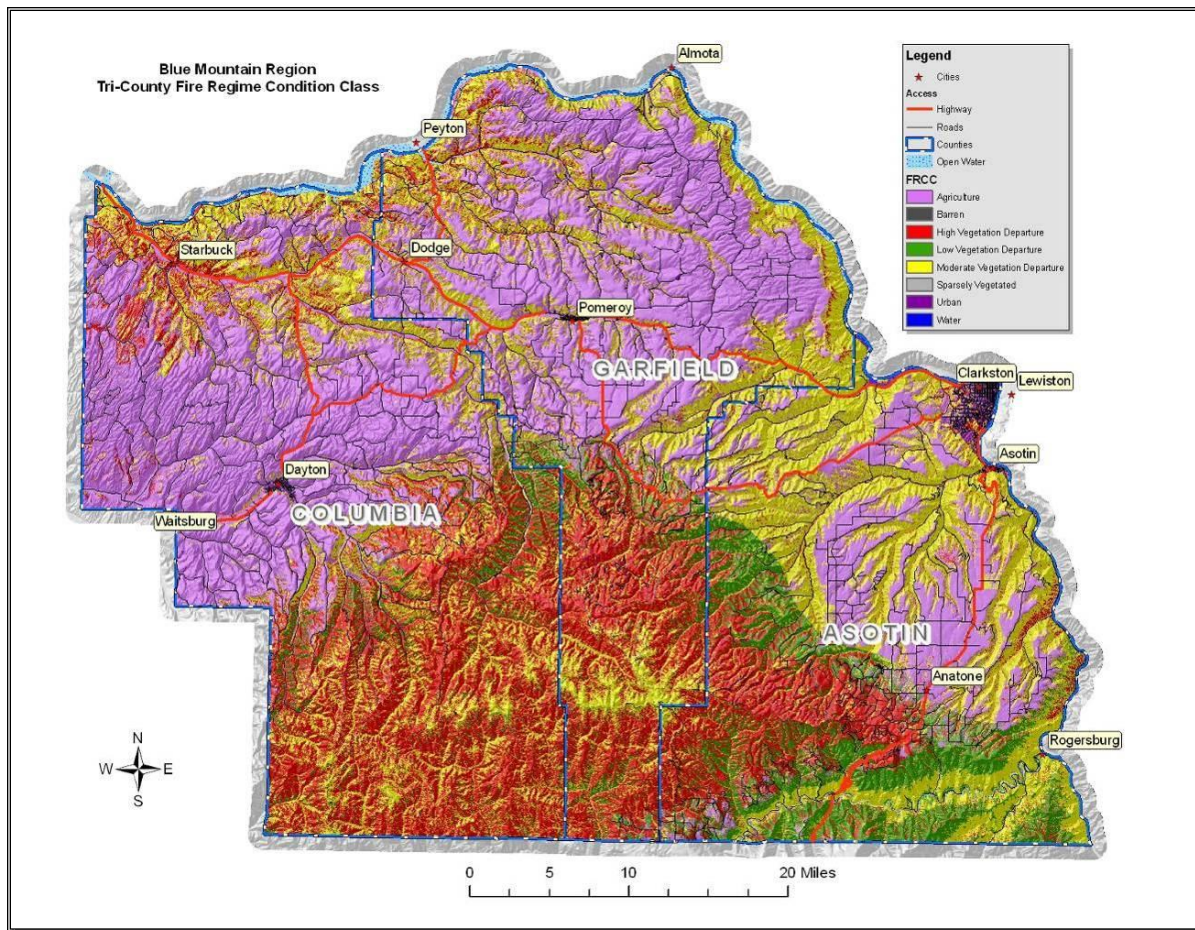 Blue Mountain Region
Tri-County Fire Regime Condition Class
Almota
Peyton
Starbuck
Dodge
Pomeroy
GARFIELD
Clarkston
Lewiston
Asotin
Dayton
Waitsburg
COLUMBIA
ASOTIN
Anatone
Rogersburg
Legend
Cities
Access
Highway
Roads
Counties
Open Water
FRCC
Agriculture
Barren
High Vegetation Departure
Low Vegetation Departure
Moderate Vegetation Departure
Sparsely Vegetated
Urban
Water
N
W E
S
0 5 10 20 Miles